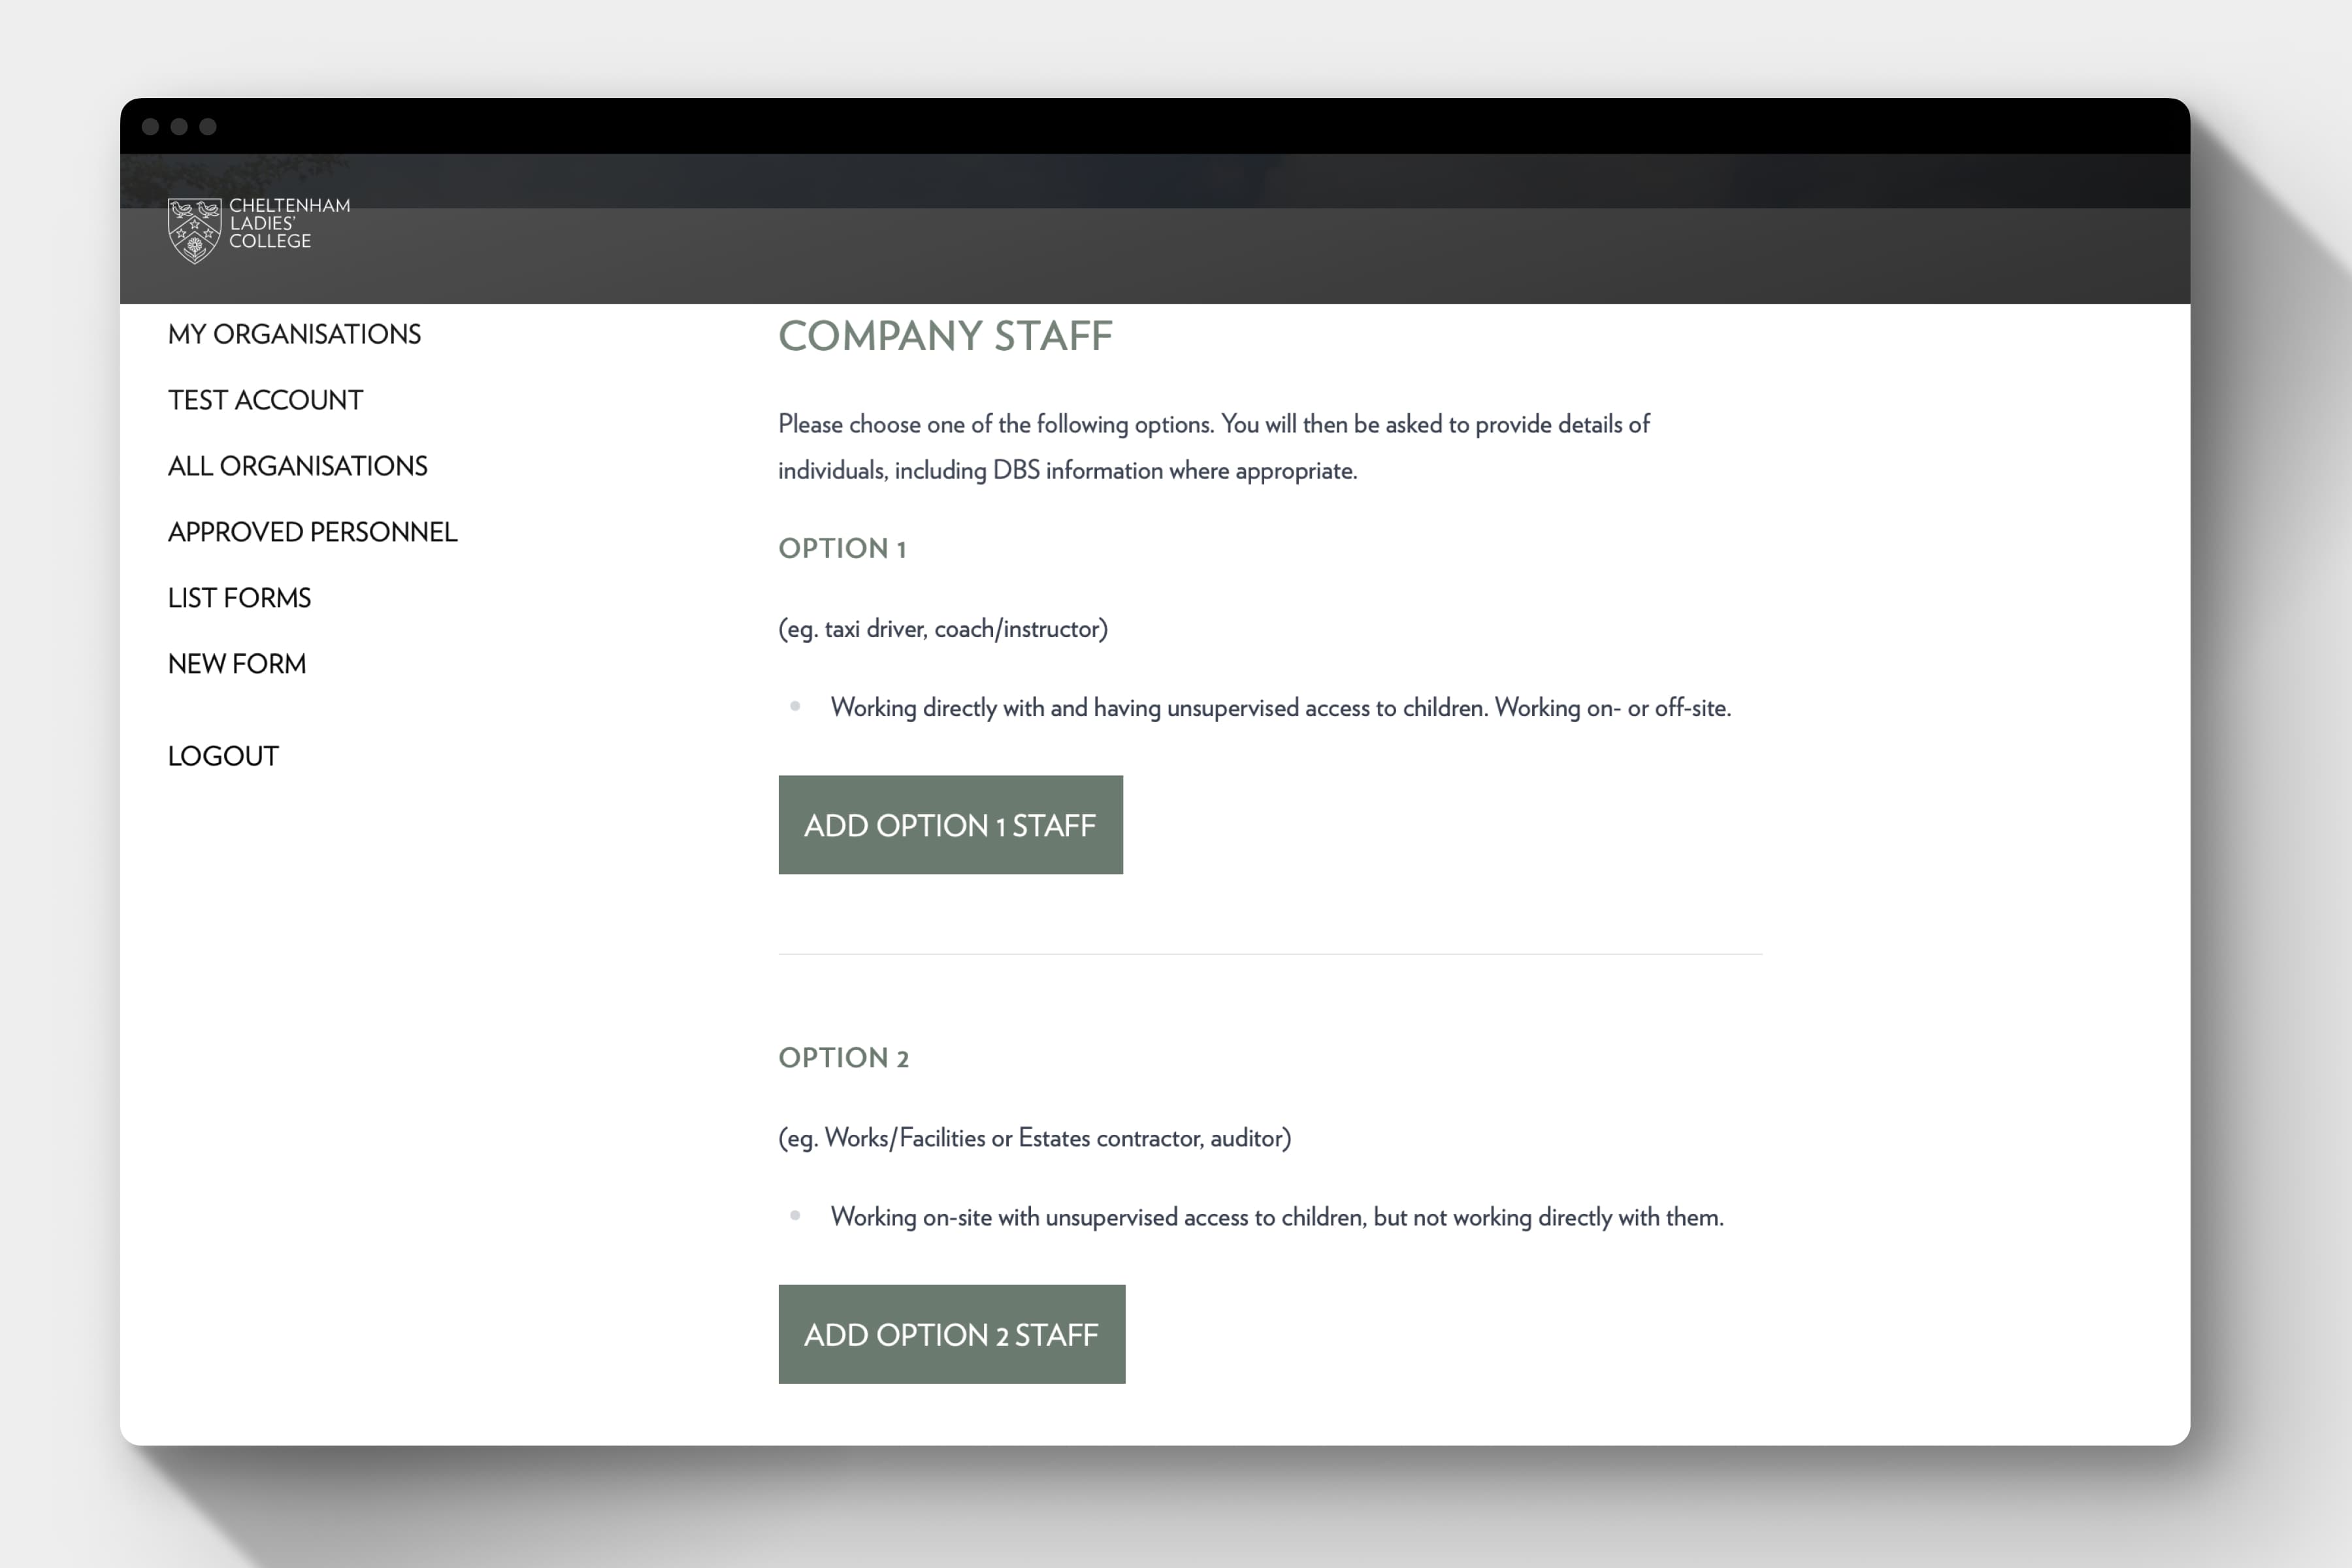 CHELTENHAM
LADIES'
COLLEGE
MY ORGANISATIONS
TEST ACCOUNT
ALL ORGANISATIONS
APPROVED PERSONNEL
LIST FORMS
NEW FORM
LOGOUT
COMPANY STAFF
Please choose one of the following options. You will then be asked to provide details of
individuals, including DBS information where appropriate.
OPTION 1
(eg. taxi driver, coach/instructor)
Working directly with and having unsupervised access to children. Working on- or off-site.
ADD OPTION 1 STAFF
OPTION 2
(eg. Works/Facilities or Estates contractor, auditor)
Working on-site with unsupervised access to children, but not working directly with them.
ADD OPTION 2 STAFF